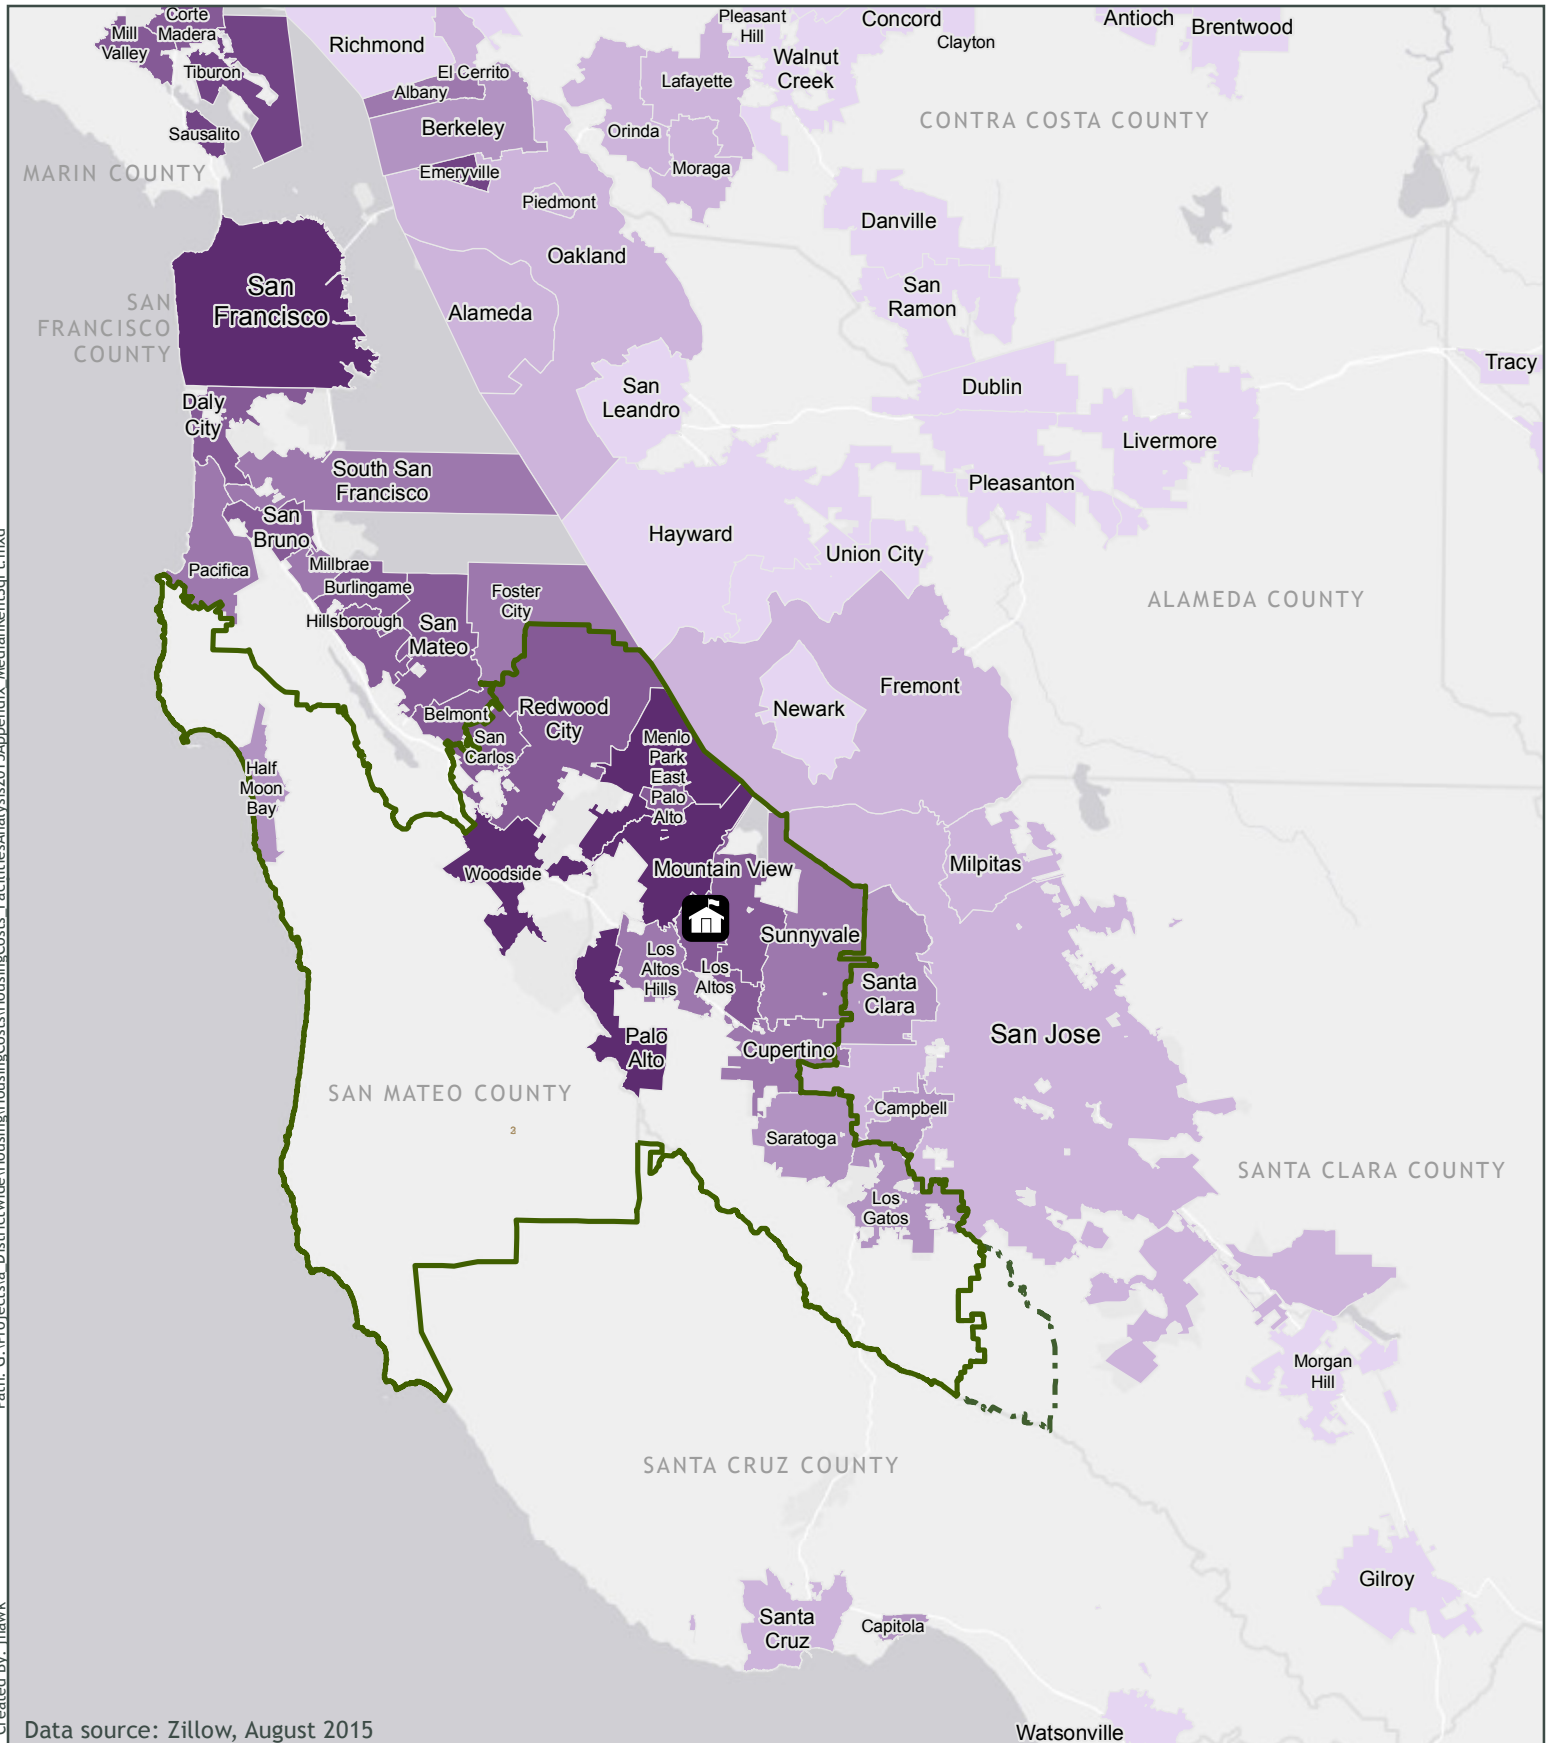 Corte
Madera
Mill
Valley
Tiburon
Sausalito
MARIN COUNTY
Richmond
El Cerrito
Albany
Berkeley
Emeryville
Piedmont
Oakland
Alameda
Pleasant
Hill
Concord
Clayton
Walnut
Creek
Lafayette
Orinda
Moraga
Antioch
Brentwood
CONTRA COSTA COUNTY
Danville
San
Ramon
San
Francisco
SAN
FRANCISCO
COUNTY
Daly
City
San
Leandro
Dublin
Livermore
Tracy
Pleasanton
South San
Francisco
San
Bruno
Pacifica
Millbrae
Burlingame
Hillsborough
San
Mateo
Foster
City
Hayward
Union City
ALAMEDA COUNTY
Fremont
Newark
Belmont
San
Carlos
Redwood
City
Menlo
Park
East
Palo
Alto
Half
Moon
Bay
Woodside
Mountain View
Sunnyvale
Los
Altos
Hills
Los
Altos
Milpitas
Santa
Clara
San Jose
Palo
Alto
Cupertino
SAN MATEO COUNTY
Campbell
Saratoga
Los
Gatos
SANTA CLARA COUNTY
Morgan
Hill
SANTA CRUZ COUNTY
Gilroy
Santa
Cruz
Capitola
Watsonville
Data source: Zillow, August 2015